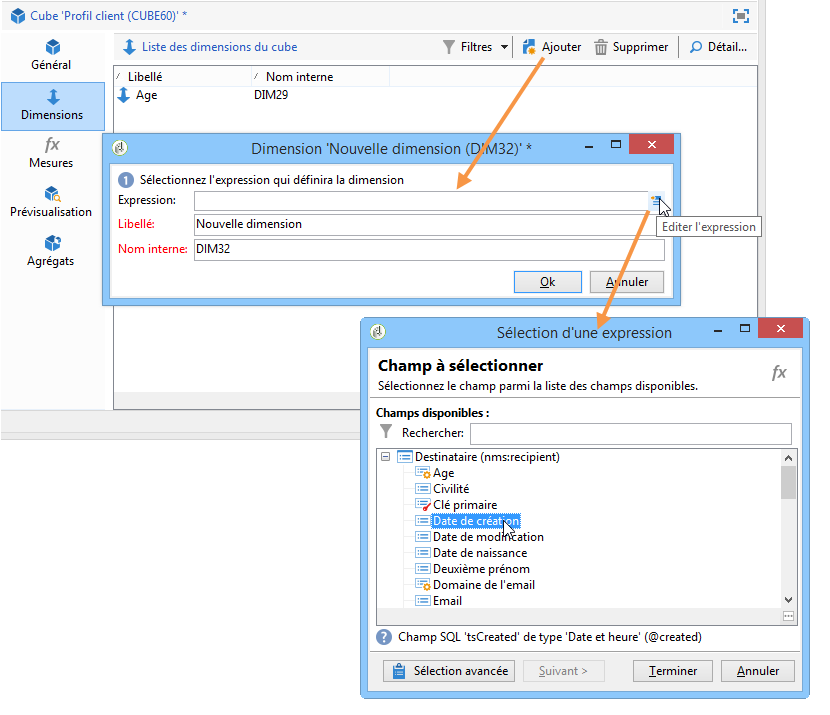 Cube 'Profil client (CUBE60)' *
Général
Dimensions
fx
Mesures
Prévisualisation
Agrégats
Liste des dimensions du cube
Filtres
Ajouter
Supprimer
Détail...
Libellé
Nom interne
Age
DIM29
Dimension 'Nouvelle dimension (DIM32)' *
1 Sélectionnez l'expression qui définira la dimension
Expression:
Libellé: Nouvelle dimension
Nom interne: DIM32
Editer l'expression
Ok
Annuler
Sélection d'une expression
Champ à sélectionner
fx
Sélectionnez le champ parmi la liste des champs disponibles.
Champs disponibles :
Rechercher:
Destinataire (nms:recipient)
Age
Civilité
Clé primaire
Date de création
Date de modification
Date de naissance
Deuxième prénom
Domaine de l'email
Email
? Champ SQL 'tsCreated' de type 'Date et heure' (@created)
Sélection avancée
Suivant >
Terminer
Annuler